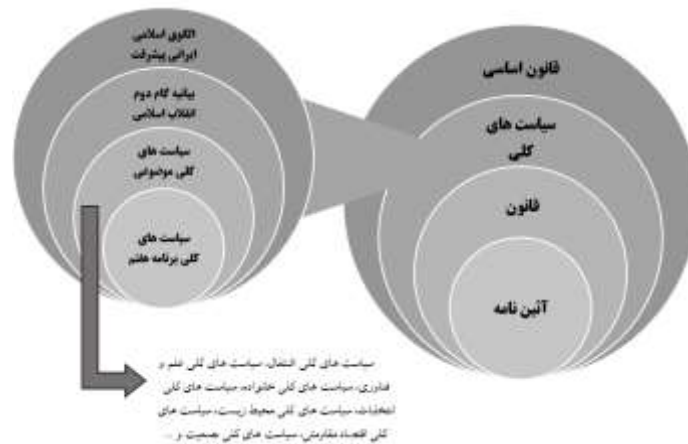 قانون اساسی
سیاست های
کلی
قانون
آئین نامه
الگوی اسلامی
ایرانی پیشرفت
بیانیه گام دوم
انقلاب اسلامی
سیاست های
کلی موضوعی
سیاست های
کلی برنامه هفتم
سیاست های کلی اشتغال، سیاست های کلی علم و
فناوری، سیاست های کلی خانواده، سیاست های کلی
انتخابات، سیاست های کلی محیط زیست، سیاست های
کلی اقتصاد مقاومتی، سیاست های کلی جمعیت و ...